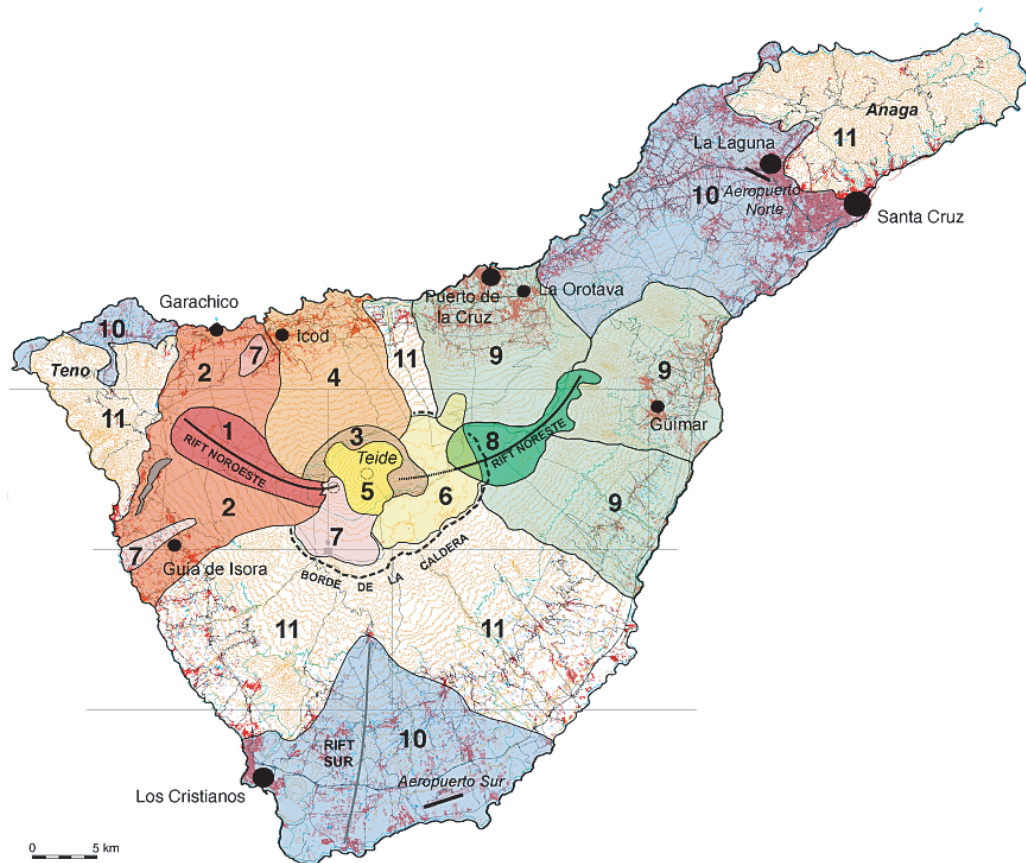 Anaga
11
La Laguna
10
Aeropuerto
Norte
Santa Cruz
Garachico
Puerto de
la Cruz
La Orotava
Icod
10
2
7
11
9
Teno
4
9
11
Güimar
1
RIFT NOROESTE
3
Teide
8
RIFT NORESTE
5
6
9
2
7
7
Guía de Isora
BORDE DE LA CALDERA
11
11
RIFT
SUR
10
Aeropuerto Sur
Los Cristianos
0 5 km